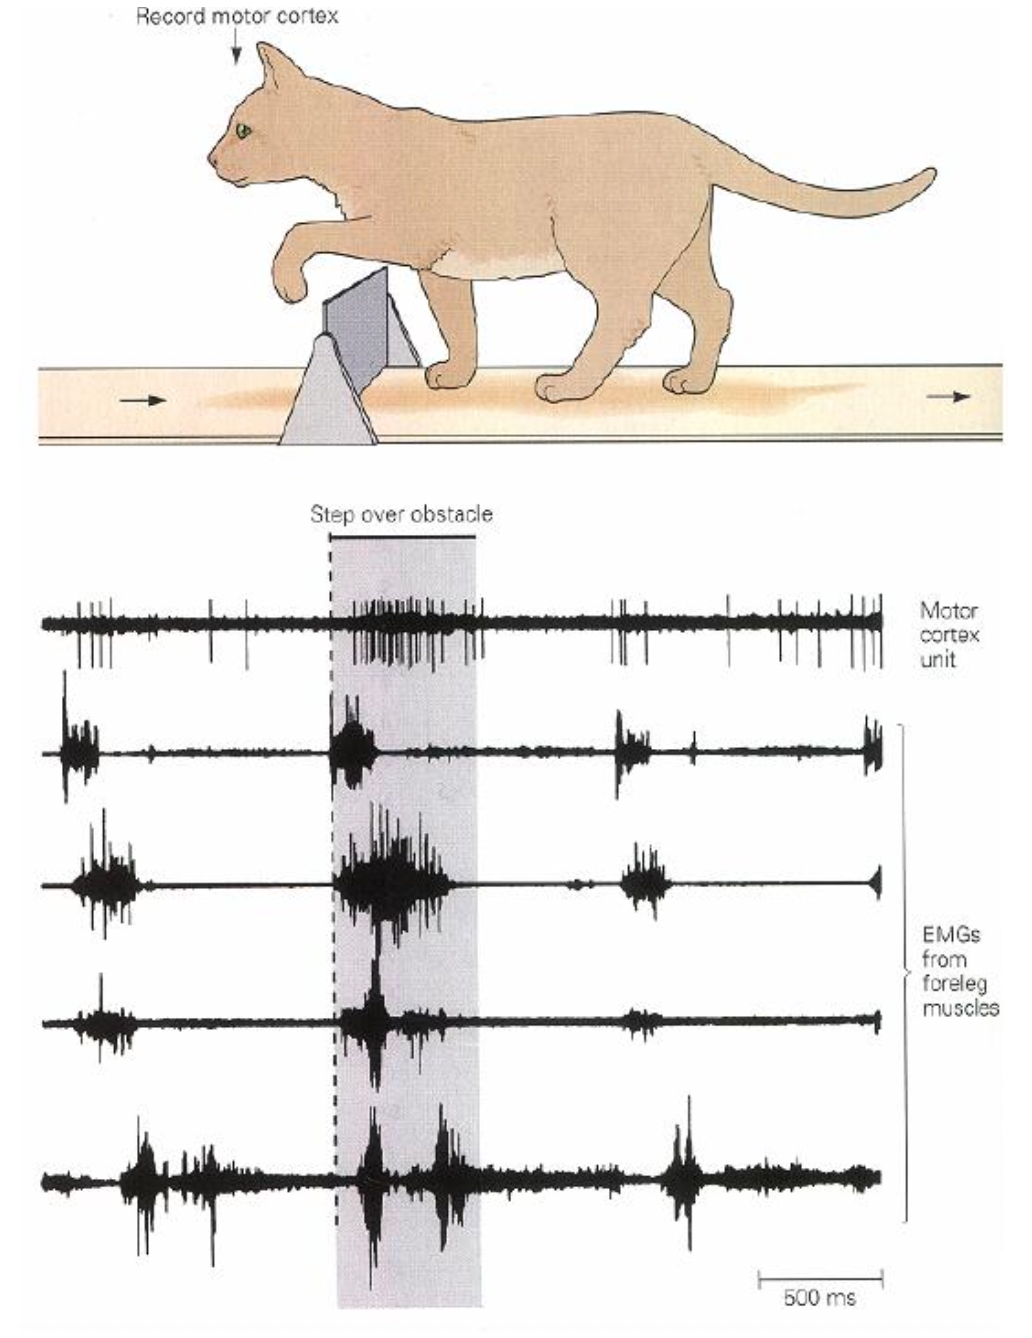 Record motor cortex
Step over obstacle
Motor
cortex
unit
EMGs
from
foreleg
muscles
500 ms